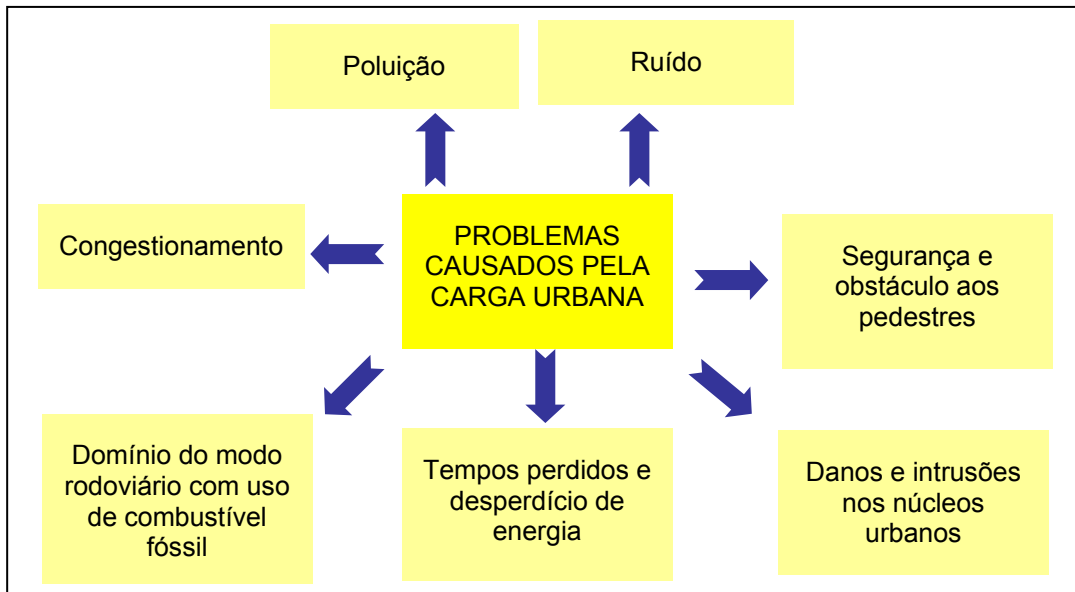 Poluição
Ruído
Congestionamento
PROBLEMAS
CAUSADOS PELA
CARGA URBANA
Segurança e
obstáculo aos
pedestres
Domínio do modo
rodoviário com uso
de combustível
fóssil
Tempos perdidos e
desperdício de
energia
Danos e intrusões
nos núcleos
urbanos